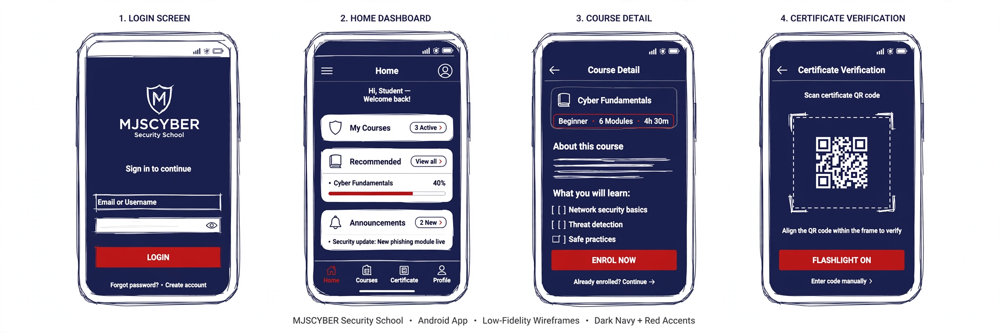 1. LOGIN SCREEN
M
MJSCYBER
Security School
Sign in to continue
Email or Username
LOGIN
Forgot password? • Create account
2. HOME DASHBOARD
Home
Hi, Student —
Welcome back!
My Courses
3 Active >
Recommended
View all >
• Cyber Fundamentals 40%
Announcements
2 New >
• Security update: New phishing module live
Home
Courses
Certificate
Profile
3. COURSE DETAIL
← Course Detail
Cyber Fundamentals
Beginner • 6 Modules • 4h 30m
About this course
What you will learn:
[ [ ] Network security basics
[ [ ] Threat detection
☐ ] Safe practices
ENROL NOW
Already enrolled? Continue →
4. CERTIFICATE VERIFICATION
← Certificate Verification
Scan certificate QR code
Align the QR code within the frame to verify
FLASHLIGHT ON
Enter code manually >
MJSCYBER Security School • Android App • Low-Fidelity Wireframes • Dark Navy + Red Accents